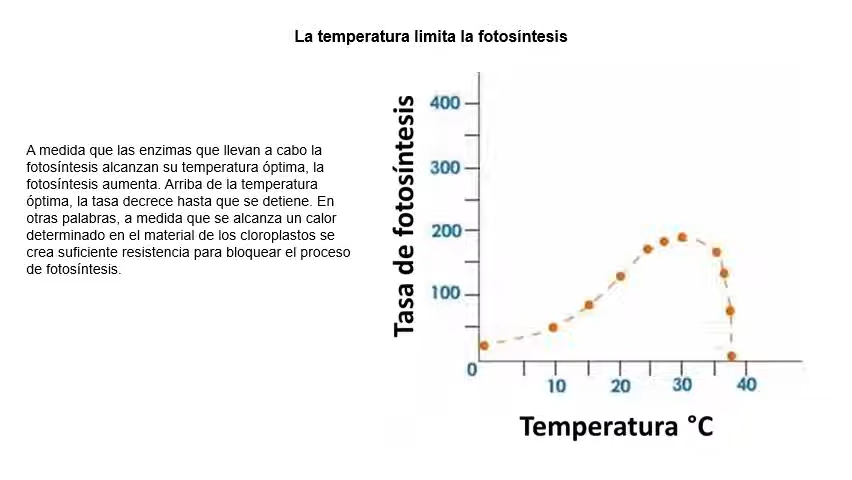 La temperatura limita la fotosíntesis
A medida que las enzimas que llevan a cabo la
fotosíntesis alcanzan su temperatura óptima, la
fotosíntesis aumenta. Arriba de la temperatura
óptima, la tasa decrece hasta que se detiene. En
otras palabras, a medida que se alcanza un calor
determinado en el material de los cloroplastos se
crea suficiente resistencia para bloquear el proceso
de fotosíntesis.
Tasa de fotosíntesis
400
300
200
100
0
10 20 30 40
Temperatura °C